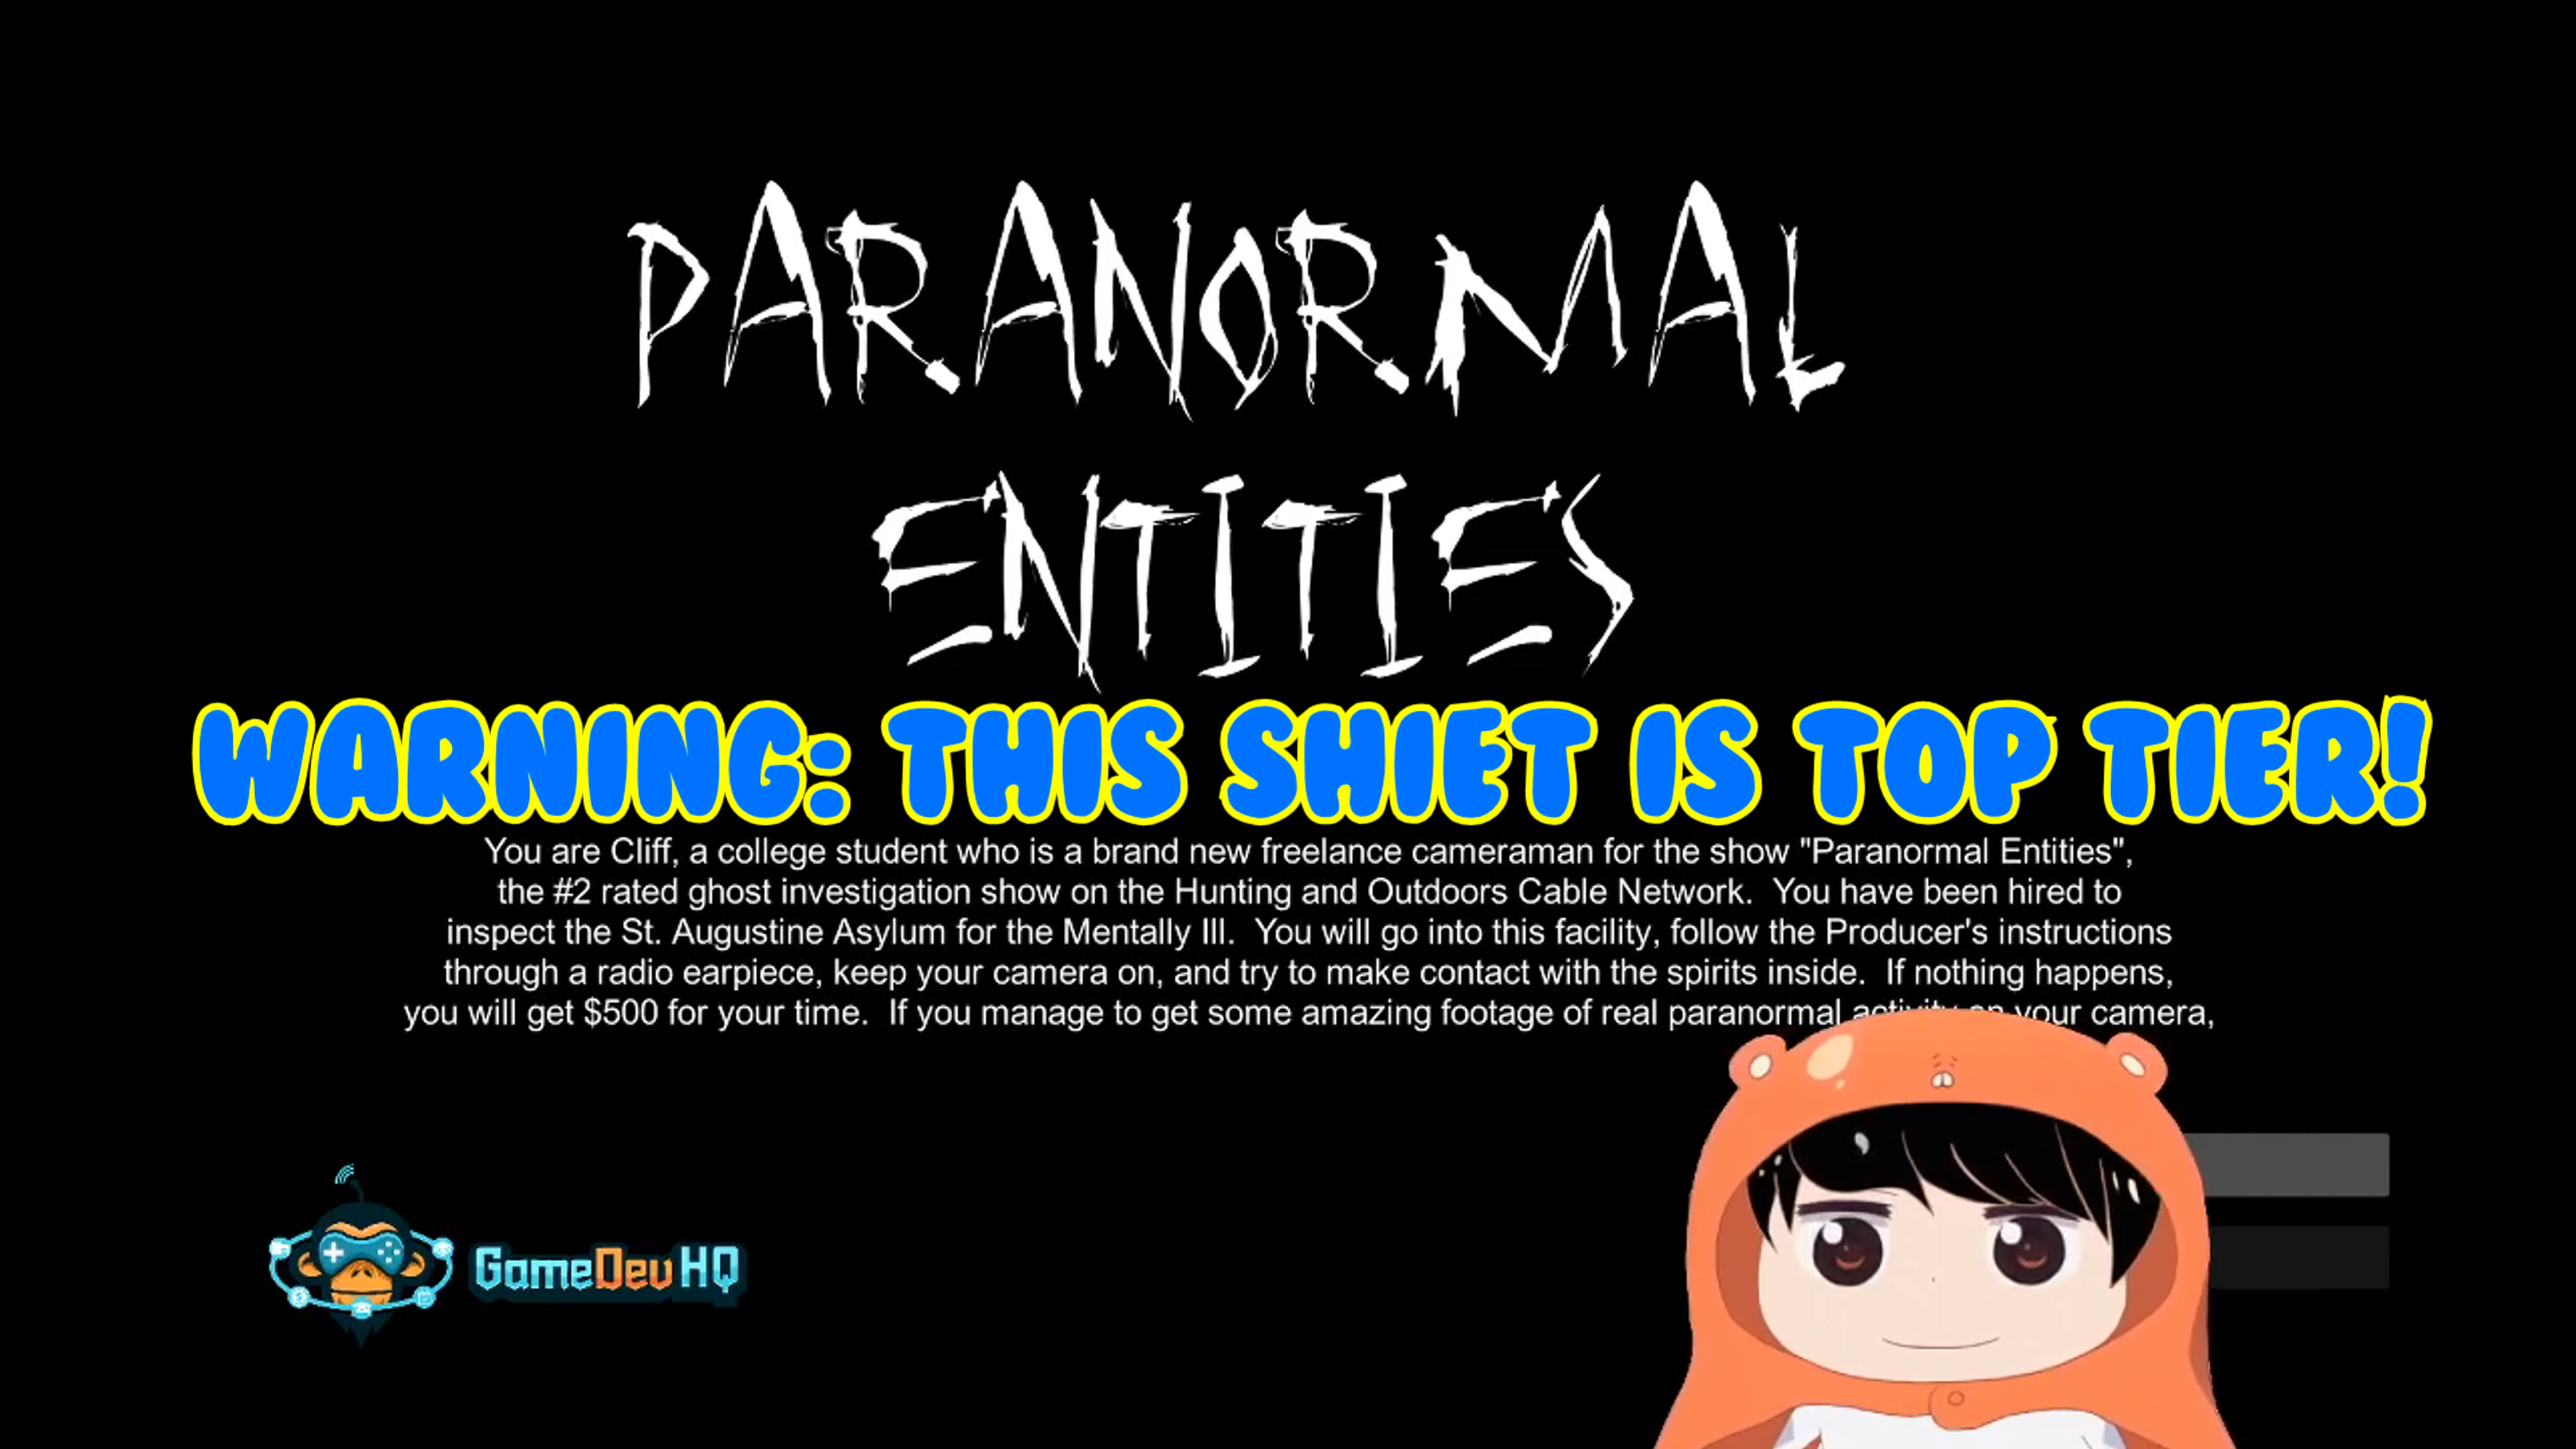 PARANORMAL
ENTITIES
WARNING: THIS SHIET IS TOP TIER!
You are Cliff, a college student who is a brand new freelance cameraman for the show "Paranormal Entities",
the #2 rated ghost investigation show on the Hunting and Outdoors Cable Network. You have been hired to
inspect the St. Augustine Asylum for the Mentally Ill. You will go into this facility, follow the Producer's instructions
through a radio earpiece, keep your camera on, and try to make contact with the spirits inside. If nothing happens,
you will get $500 for your time. If you manage to get some amazing footage of real paranormal activity on your camera,
GameDevHQ